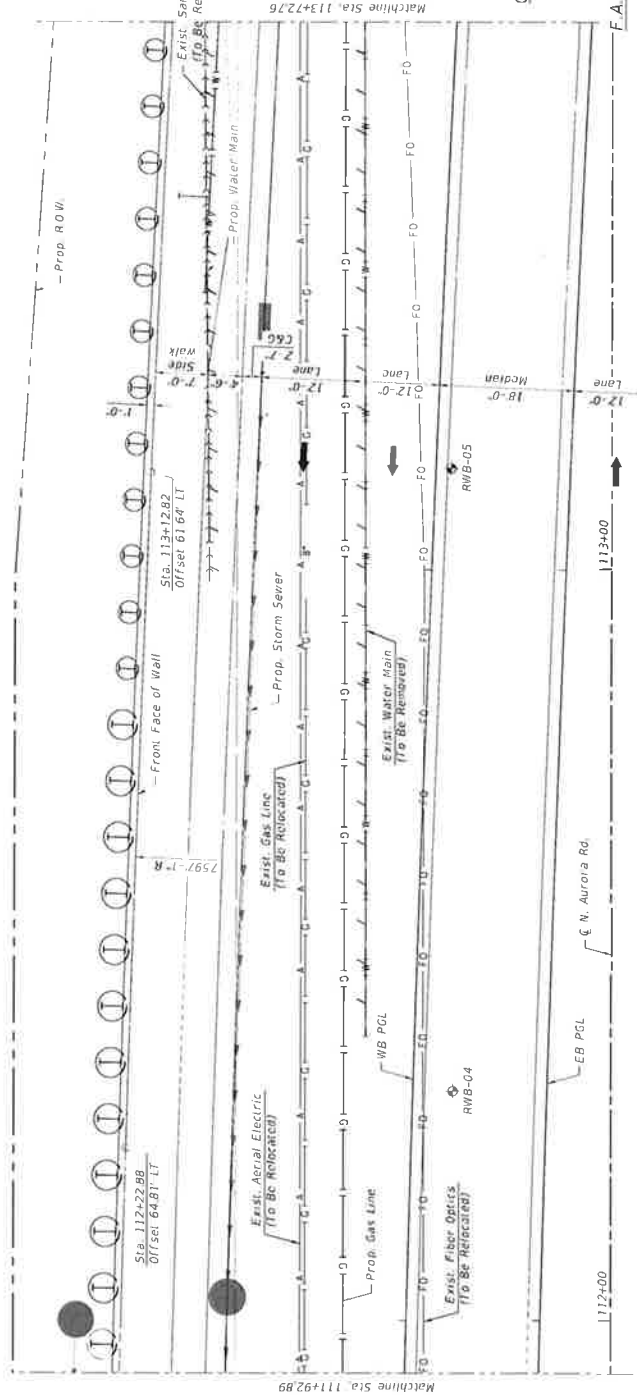 Matchline Sta. 113+72.76
F.A.
Prop. ROW
Exist. Sa
(To Be Re
Prop. Water Main
1'-0"
Side
walk
7'-0"
4'-6"
2'-7"
C&G
Lane
12'-0"
Lane
12'-0"
Median
18'-0"
Lane
12'-0"
Sta. 113+12.82
Offset 61.64' LT
Front Face of Wall
7597'-1" R
Prop. Storm Sewer
Exist. Gas Line
(To Be Relocated)
Exist. Water Main
(To Be Removed)
RWB-05
113+00
Sta. 112+22.88
Offset 64.81' LT
Exist. Aerial Electric
(To Be Relocated)
Prop. Gas Line
WB PGL
RWB-04
EB PGL
℄ N. Aurora Rd.
Exist. Fiber Optics
(To Be Relocated)
112+00
Matchline Sta. 111+92.89